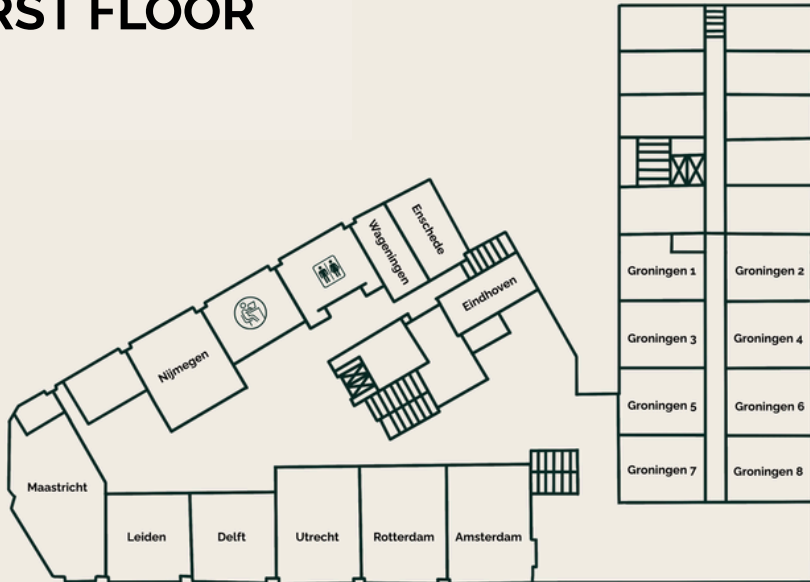 RST FLOOR
Enschede
Wageningen
Eindhoven
Nijmegen
Groningen 1
Groningen 2
Groningen 3
Groningen 4
Groningen 5
Groningen 6
Groningen 7
Groningen 8
Maastricht
Leiden
Delft
Utrecht
Rotterdam
Amsterdam